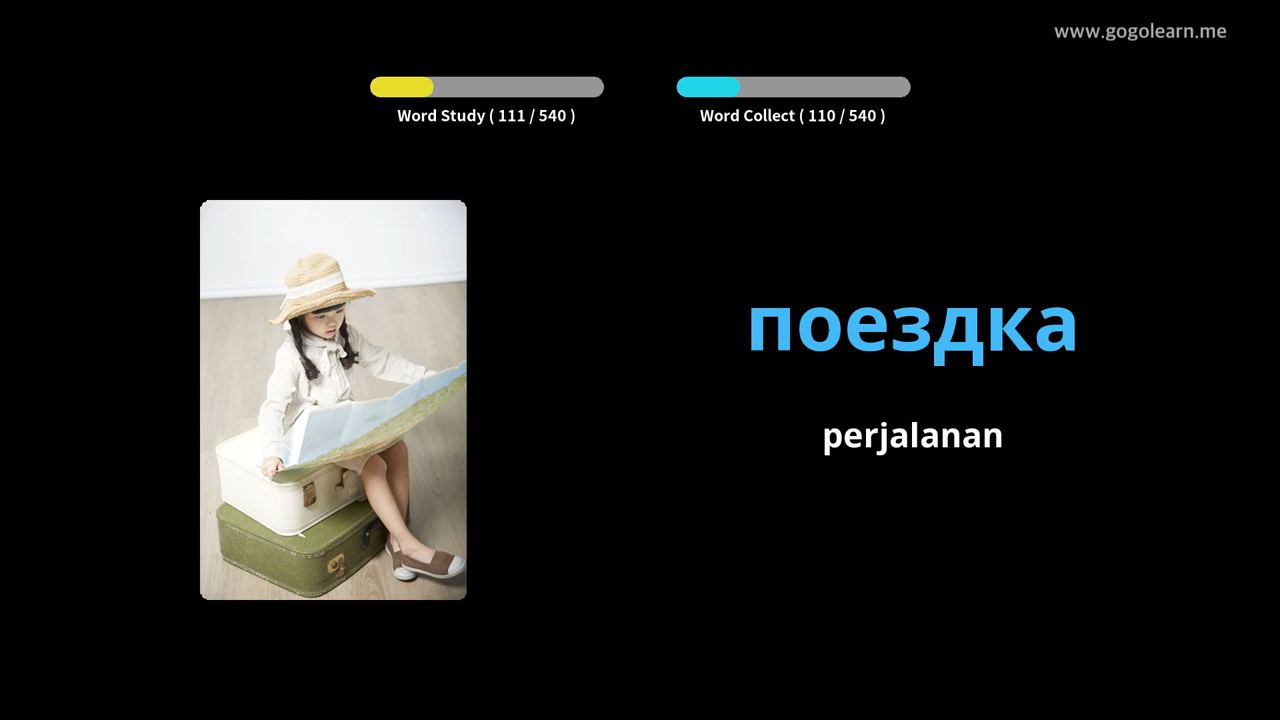 www.gogolearn.me
Word Study ( 111 / 540 )
Word Collect ( 110 / 540 )
поездка
perjalanan